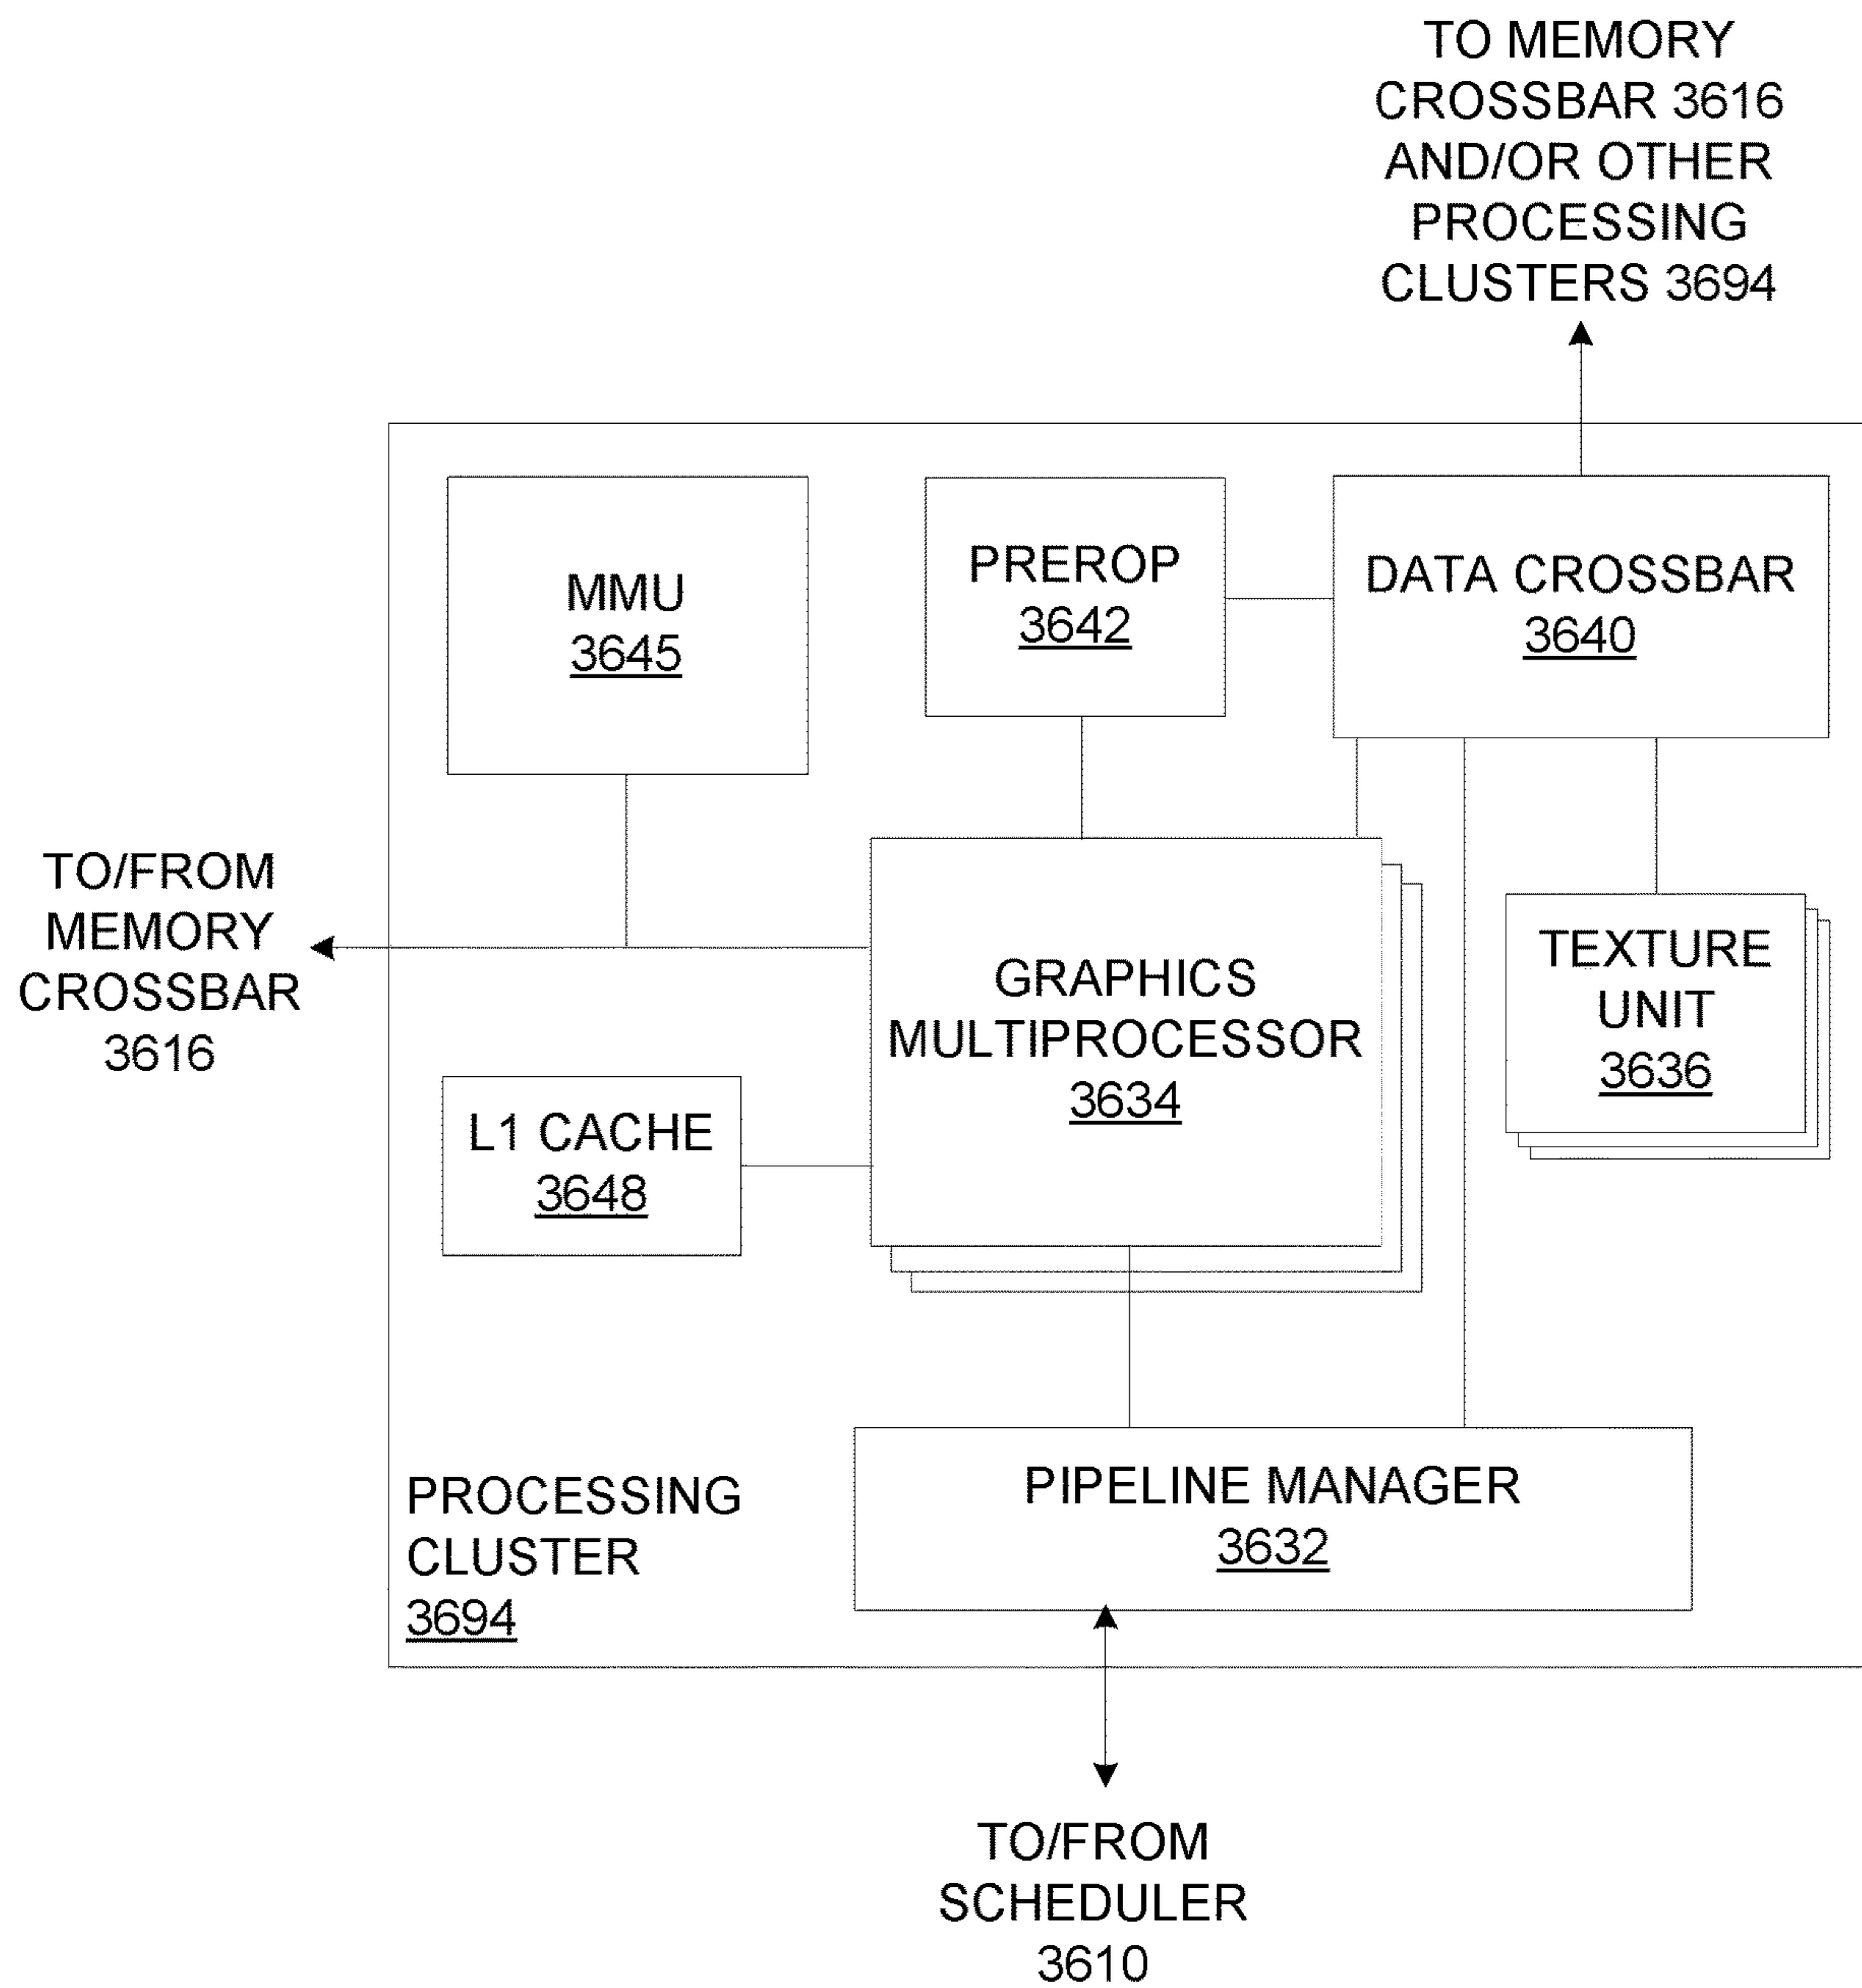 TO MEMORY
CROSSBAR 3616
AND/OR OTHER
PROCESSING
CLUSTERS 3694
MMU
3645
PREROP
3642
DATA CROSSBAR
3640
TO/FROM
MEMORY
CROSSBAR
3616
GRAPHICS
MULTIPROCESSOR
3634
TEXTURE
UNIT
3636
L1 CACHE
3648
PROCESSING
CLUSTER
3694
PIPELINE MANAGER
3632
TO/FROM
SCHEDULER
3610